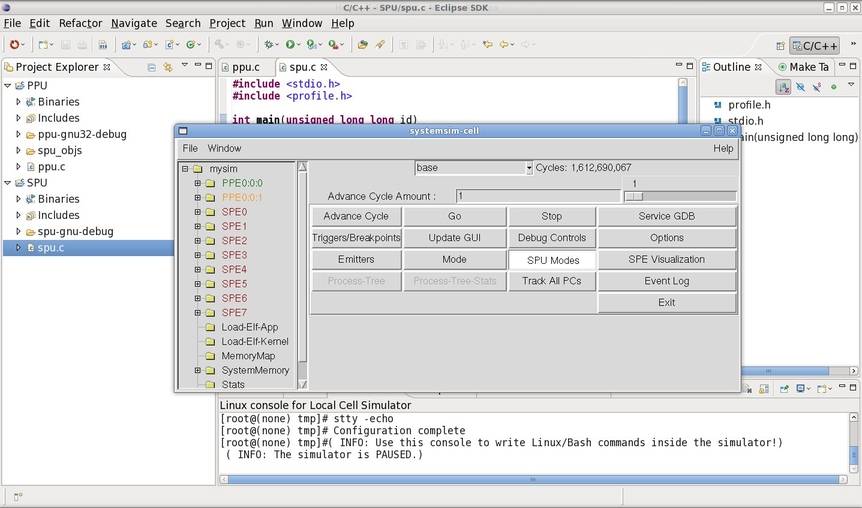 C/C++ - SPU/spu.c - Eclipse SDK
File Edit Refactor Navigate Search Project Run Window Help
C/C++
Project Explorer
PPU
Binaries
Includes
ppu-gnu32-debug
spu_objs
ppu.c
SPU
Binaries
Includes
spu-gnu-debug
spu.c
ppu.c spu.c
#include <stdio.h>
#include <profile.h>
int main(unsigned long long id)
Outline Make Ta
profile.h
stdio.h
ain(unsigned long long)
systemsim-cell
File Window Help
mysim
PPE0:0:0
PPE0:0:1
SPE0
SPE1
SPE2
SPE3
SPE4
SPE5
SPE6
SPE7
Load-Elf-App
Load-Elf-Kernel
MemoryMap
SystemMemory
Stats
base Cycles: 1,612,690,067
1
Advance Cycle Amount : 1
Advance Cycle Go Stop Service GDB
Triggers/Breakpoints Update GUI Debug Controls Options
Emitters Mode SPU Modes SPE Visualization
Process-Tree Process-Tree-Stats Track All PCs Event Log
Exit
Linux console for Local Cell Simulator
[root@(none) tmp]# stty -echo
[root@(none) tmp]# Configuration complete
[root@(none) tmp]#( INFO: Use this console to write Linux/Bash commands inside the simulator!)
( INFO: The simulator is PAUSED.)